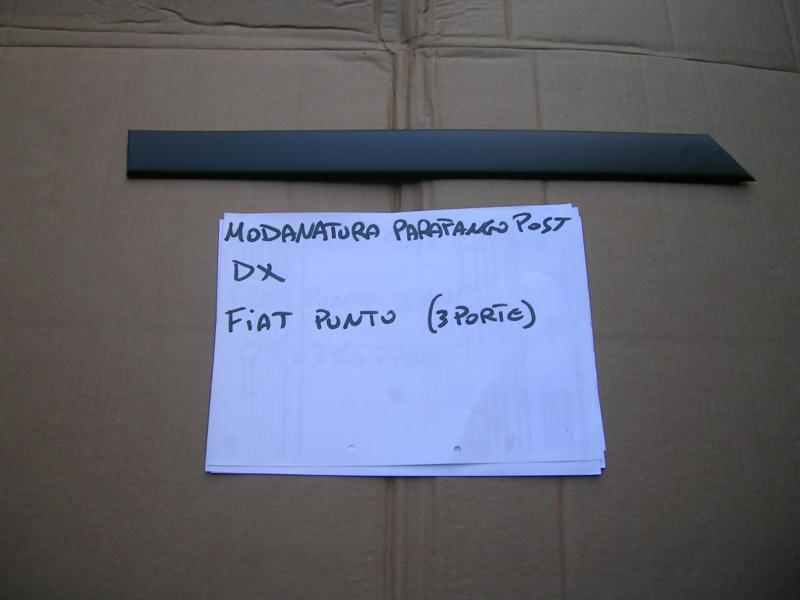 MODANATURA PARAFANGO POST
DX
FiAT PUNTO (3 PORTE)